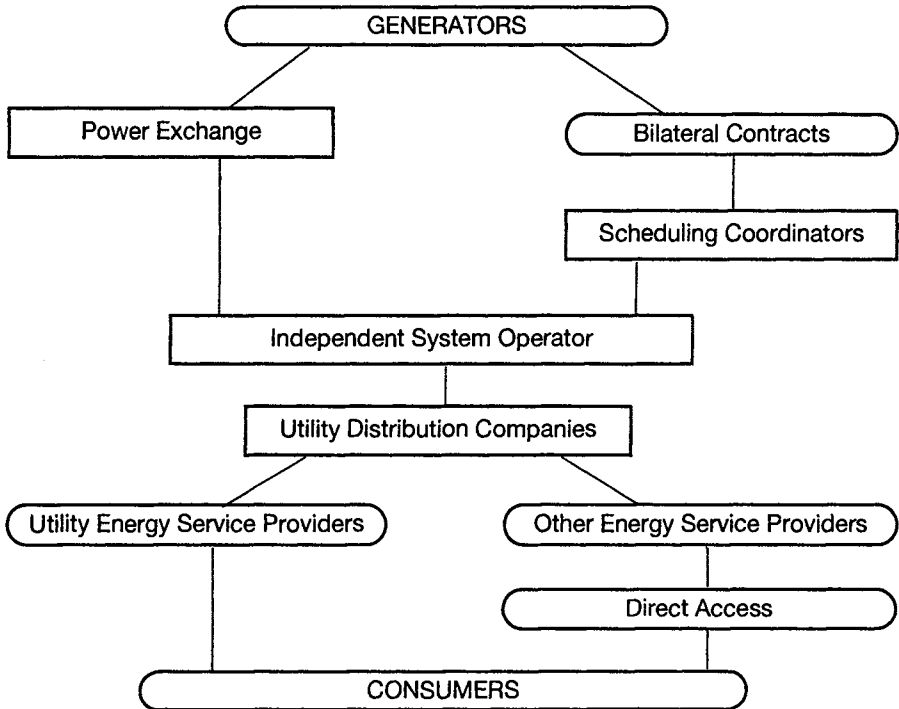 GENERATORS
Power Exchange
Bilateral Contracts
Scheduling Coordinators
Independent System Operator
Utility Distribution Companies
Utility Energy Service Providers
Other Energy Service Providers
Direct Access
CONSUMERS